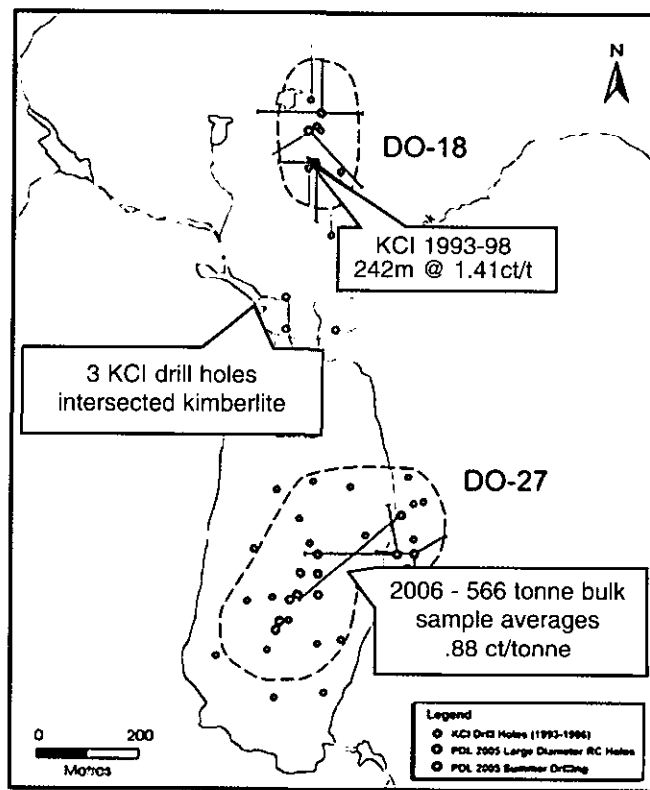 N
DO-18
KCI 1993-98
242m @ 1.41ct/t
3 KCI drill holes
intersected kimberlite
DO-27
2006 - 566 tonne bulk
sample averages
.88 ct/tonne
0 200
Metres
Legend
KCI Drill Holes (1993-1996)
PDL 2005 Large Diameter RC Holes
PDL 2005 Summer Drilling